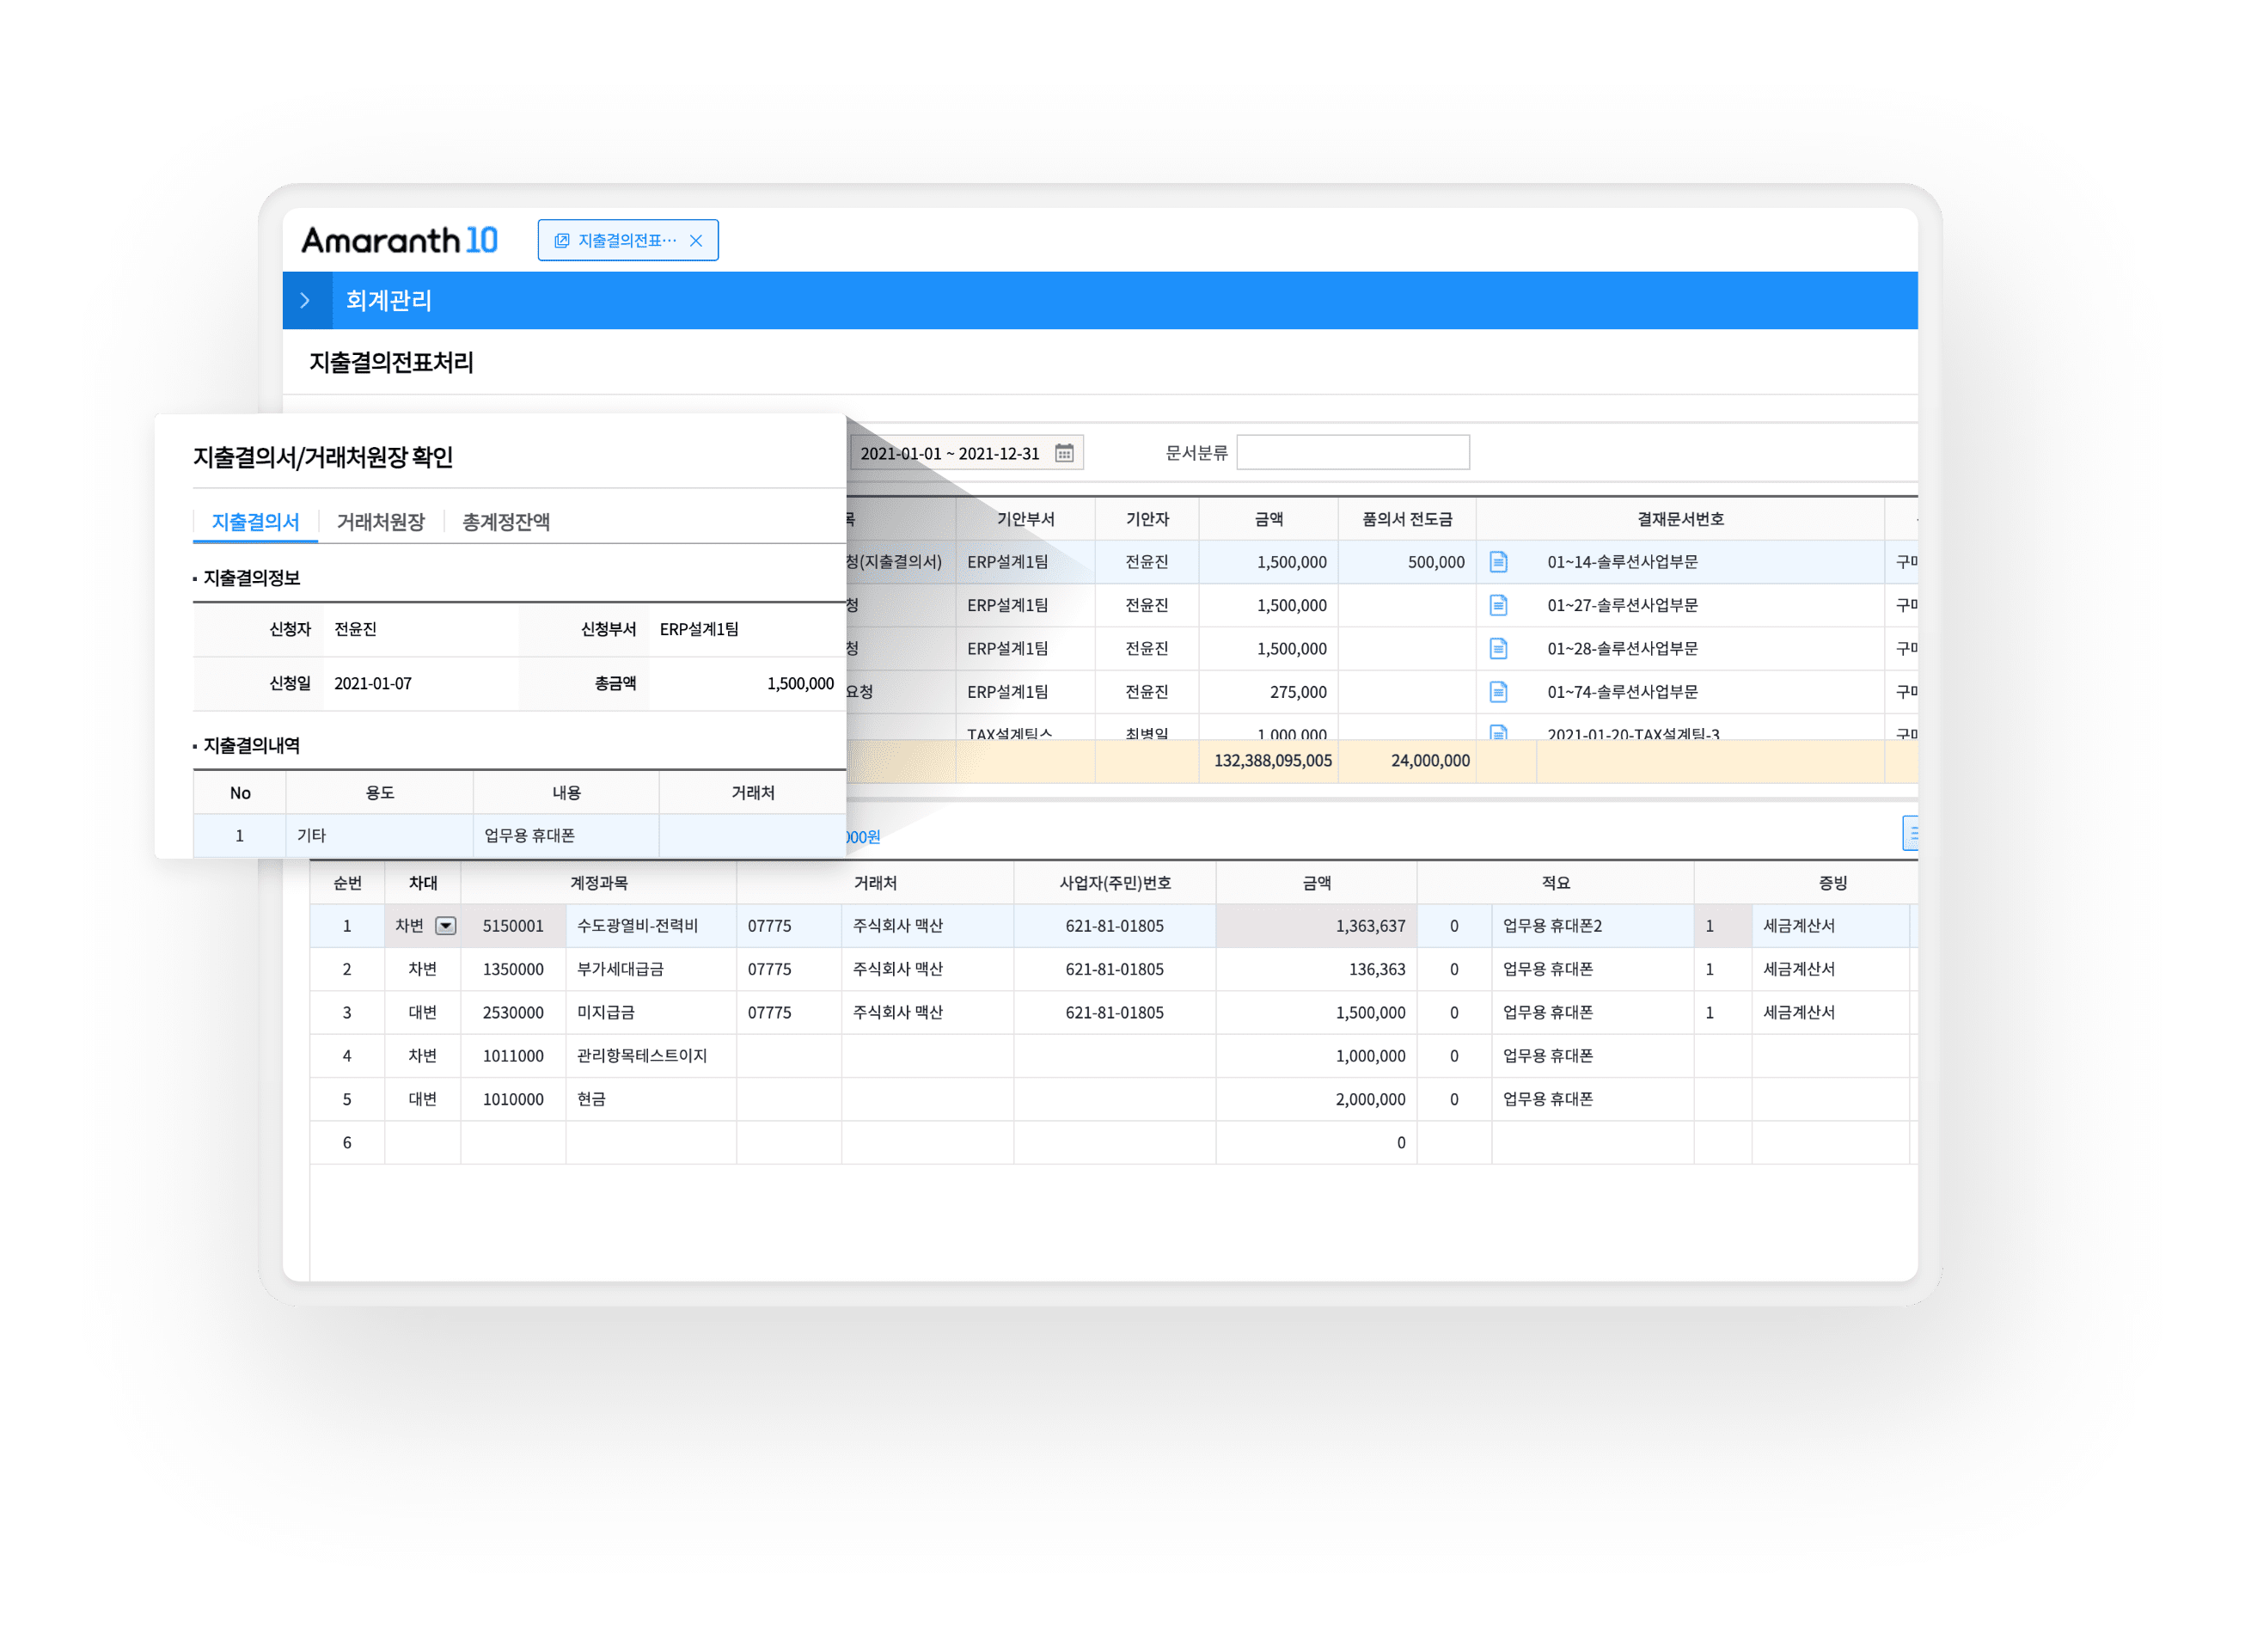 Amaranth 10
지출결의전표···
회계관리
지출결의전표처리
2021-01-01 ~ 2021-12-31 문서분류
기안부서 기안자 금액 품의서 전도금 결재문서번호
청(지출결의서) ERP설계1팀 전윤진 1,500,000 500,000 01~14-솔루션사업부문
청 ERP설계1팀 전윤진 1,500,000 01~27-솔루션사업부문
청 ERP설계1팀 전윤진 1,500,000 01~28-솔루션사업부문
요청 ERP설계1팀 전윤진 275,000 01~74-솔루션사업부문
최병일 1,000,000 2021-01-20-TAX설계팀-3
132,388,095,005 24,000,000
000원
지출결의서/거래처원장 확인
지출결의서 거래처원장 총계정잔액
· 지출결의정보
신청자 전윤진 신청부서 ERP설계1팀
신청일 2021-01-07 총금액 1,500,000
· 지출결의내역
No 용도 내용 거래처
1 기타 업무용 휴대폰
순번 차대 계정과목 거래처 사업자(주민)번호 금액 적요 증빙
1 차변 5150001 수도광열비-전력비 07775 주식회사 맥산 621-81-01805 1,363,637 0 업무용 휴대폰2 1 세금계산서
2 차변 1350000 부가세대급금 07775 주식회사 맥산 621-81-01805 136,363 0 업무용 휴대폰 1 세금계산서
3 대변 2530000 미지급금 07775 주식회사 맥산 621-81-01805 1,500,000 0 업무용 휴대폰 1 세금계산서
4 차변 1011000 관리항목테스트이지 1,000,000 0 업무용 휴대폰
5 대변 1010000 현금 2,000,000 0 업무용 휴대폰
6 0